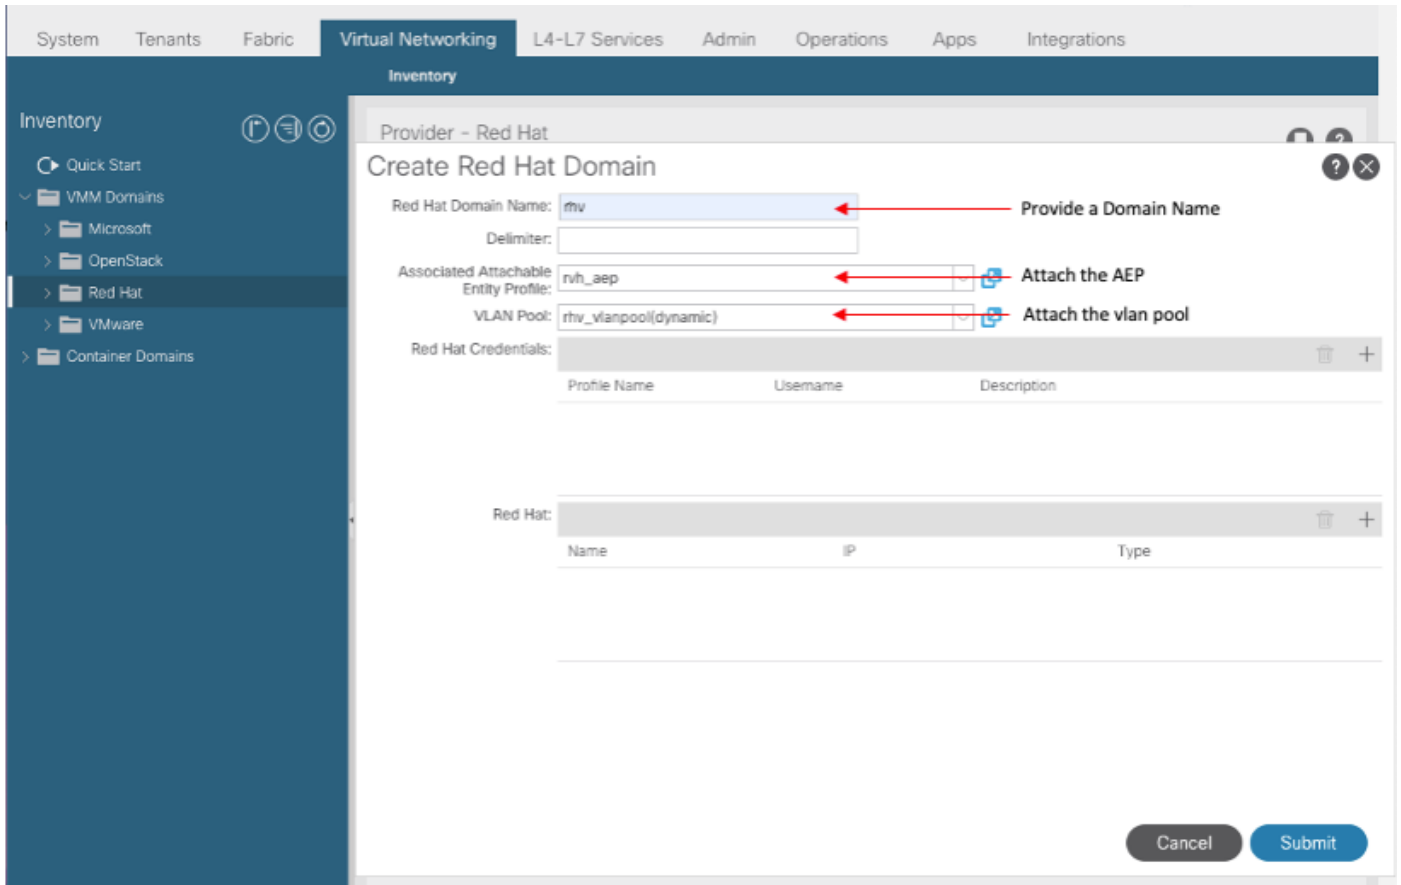 System Tenants Fabric Virtual Networking L4-L7 Services Admin Operations Apps Integrations
Inventory
Inventory
Quick Start
VMM Domains
Microsoft
OpenStack
Red Hat
VMware
Container Domains
Provider - Red Hat
Create Red Hat Domain
Red Hat Domain Name: rhv Provide a Domain Name
Delimiter:
Associated Attachable
Entity Profile: rvh_aep Attach the AEP
VLAN Pool: rhv_vlanpool(dynamic) Attach the vlan pool
Red Hat Credentials:
Profile Name Username Description
Red Hat:
Name IP Type
Cancel Submit